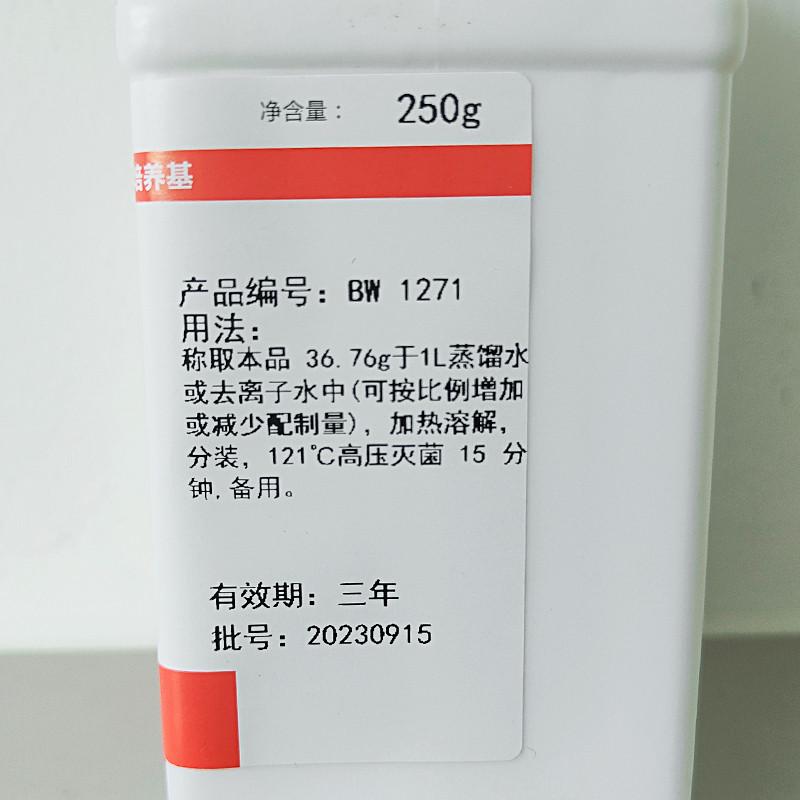 净含量： 250g
培养基
产品编号：BW 1271
用法：
称取本品 36.76g于1L蒸馏水
或去离子水中(可按比例增加
或减少配制量)，加热溶解，
分装，121℃高压灭菌 15 分
钟,备用。
有效期：三年
批号：20230915